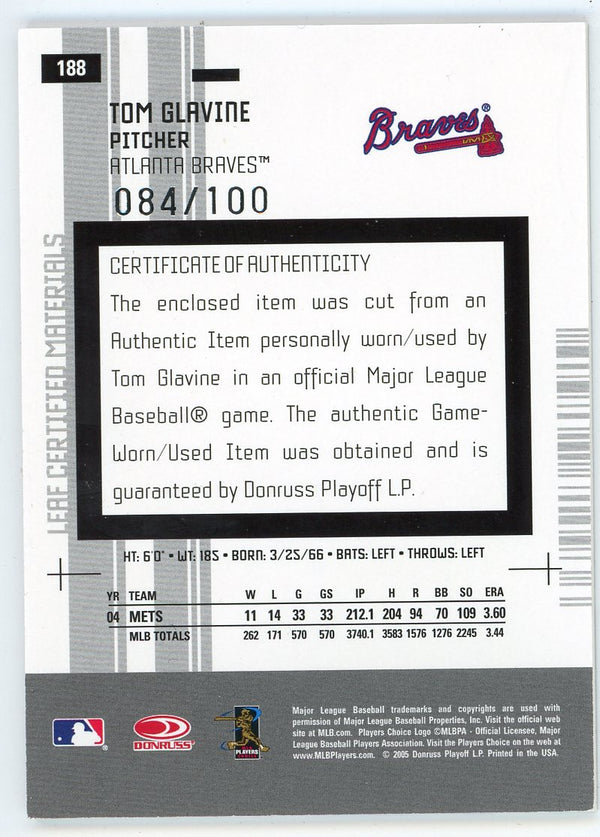 188
TOM GLAVINE
PITCHER
ATLANTA BRAVES™
084/100
Braves®
LEAF CERTIFIED MATERIALS
CERTIFICATE OF AUTHENTICITY
The enclosed item was cut from an
Authentic Item personally worn/used by
Tom Glavine in an official Major League
Baseball® game. The authentic Game-
Worn/Used Item was obtained and is
guaranteed by Donruss Playoff L.P.
HT: 6'0" • WT: 185 • BORN: 3/25/66 • BATS: LEFT • THROWS: LEFT
YR TEAM W L G GS IP H R BB SO ERA
04 METS 11 14 33 33 212.1 204 94 70 109 3.60
MLB TOTALS 262 171 570 570 3740.1 3583 1576 1276 2245 3.44
DONRUSS
PLAYERS
CHOICE
Major League Baseball trademarks and copyrights are used with
permission of Major League Baseball Properties, Inc. Visit the official web
site at MLB.com. Players Choice Logo ©MLBPA - Official Licensee, Major
League Baseball Players Association. Visit the Players Choice on the web at
www.MLBPlayers.com. © 2005 Donruss Playoff L.P. Printed in the USA.